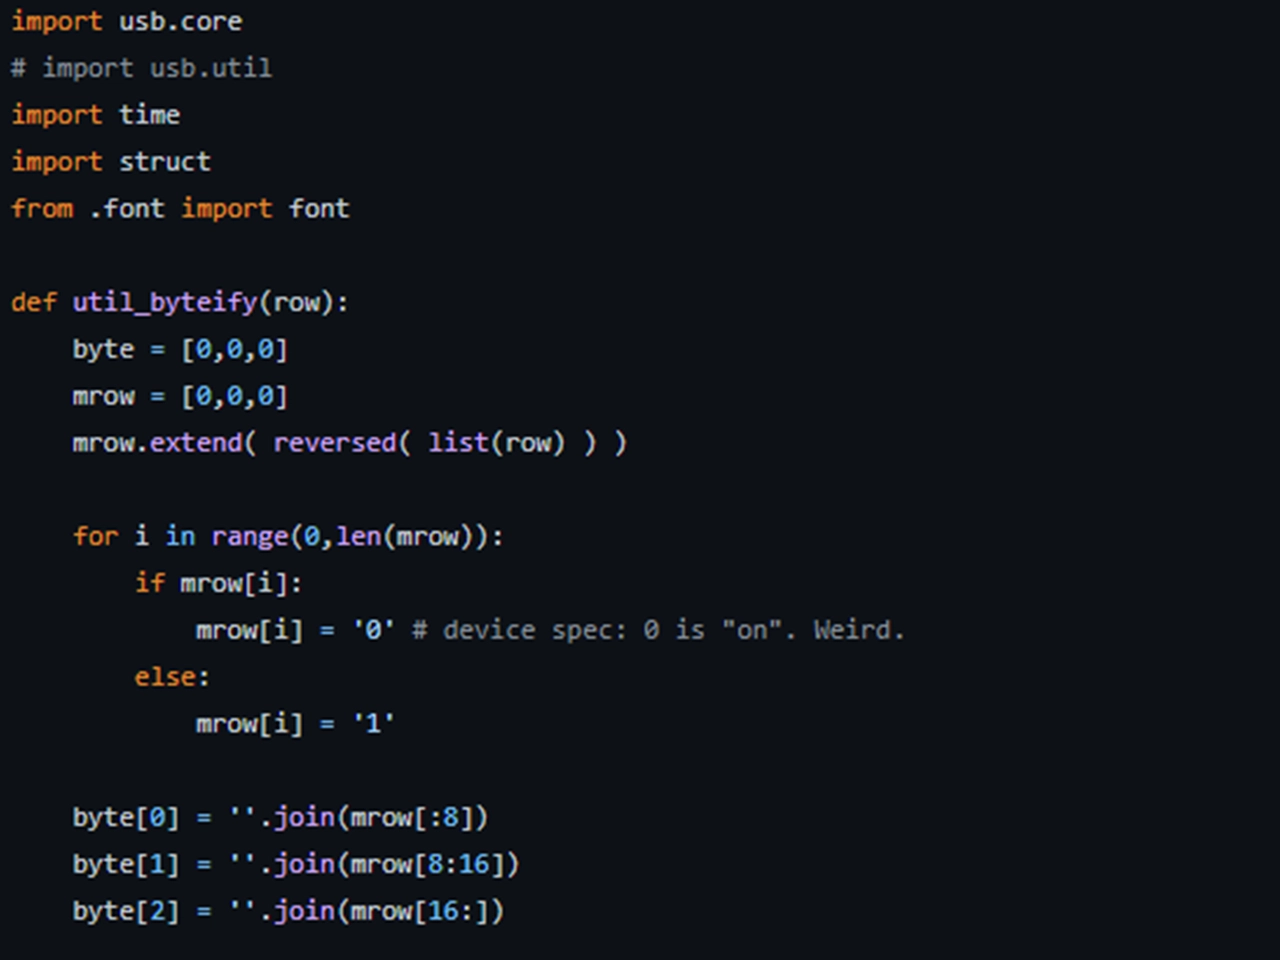 import usb.core
# import usb.util
import time
import struct
from .font import font
def util_byteify(row):
    byte = [0,0,0]
    mrow = [0,0,0]
    mrow.extend( reversed( list(row) ) )
    for i in range(0,len(mrow)):
        if mrow[i]:
            mrow[i] = '0' # device spec: 0 is "on". Weird.
        else:
            mrow[i] = '1'
    byte[0] = ''.join(mrow[:8])
    byte[1] = ''.join(mrow[8:16])
    byte[2] = ''.join(mrow[16:])